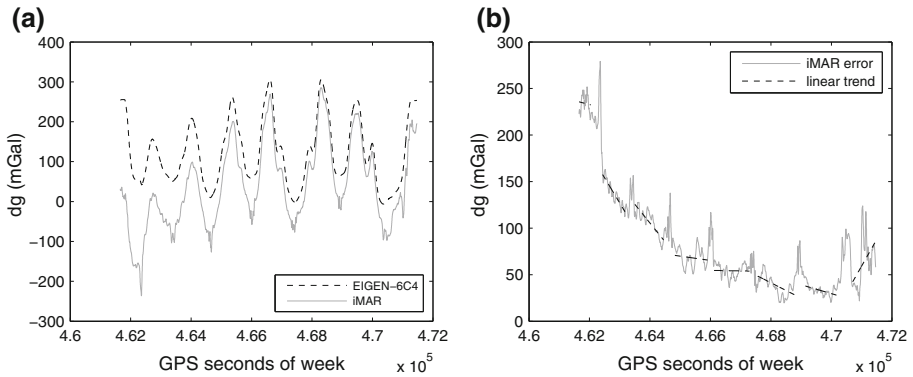 (a)
400
300
200
100
0
−100
−200
−300
dg (mGal)
4.6 4.62 4.64 4.66 4.68 4.7 4.72
GPS seconds of week
x 10^5
EIGEN−6C4
iMAR
(b)
300
250
200
150
100
50
0
dg (mGal)
4.6 4.62 4.64 4.66 4.68 4.7 4.72
GPS seconds of week
x 10^5
iMAR error
linear trend